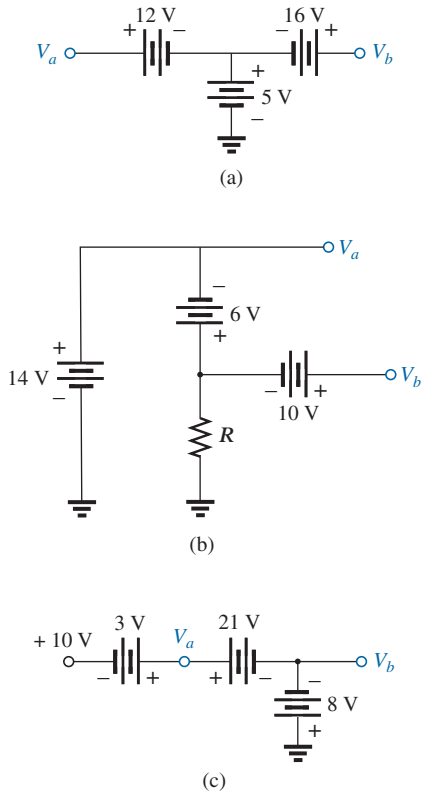 12 V
16 V
+ − − +
V_a V_b
+
5 V
−
(a)
V_a
−
6 V
+
+
14 V
−
V_b
− +
10 V
R
(b)
3 V
V_a
21 V
+ 10 V
V_b
− + + −
−
8 V
+
(c)